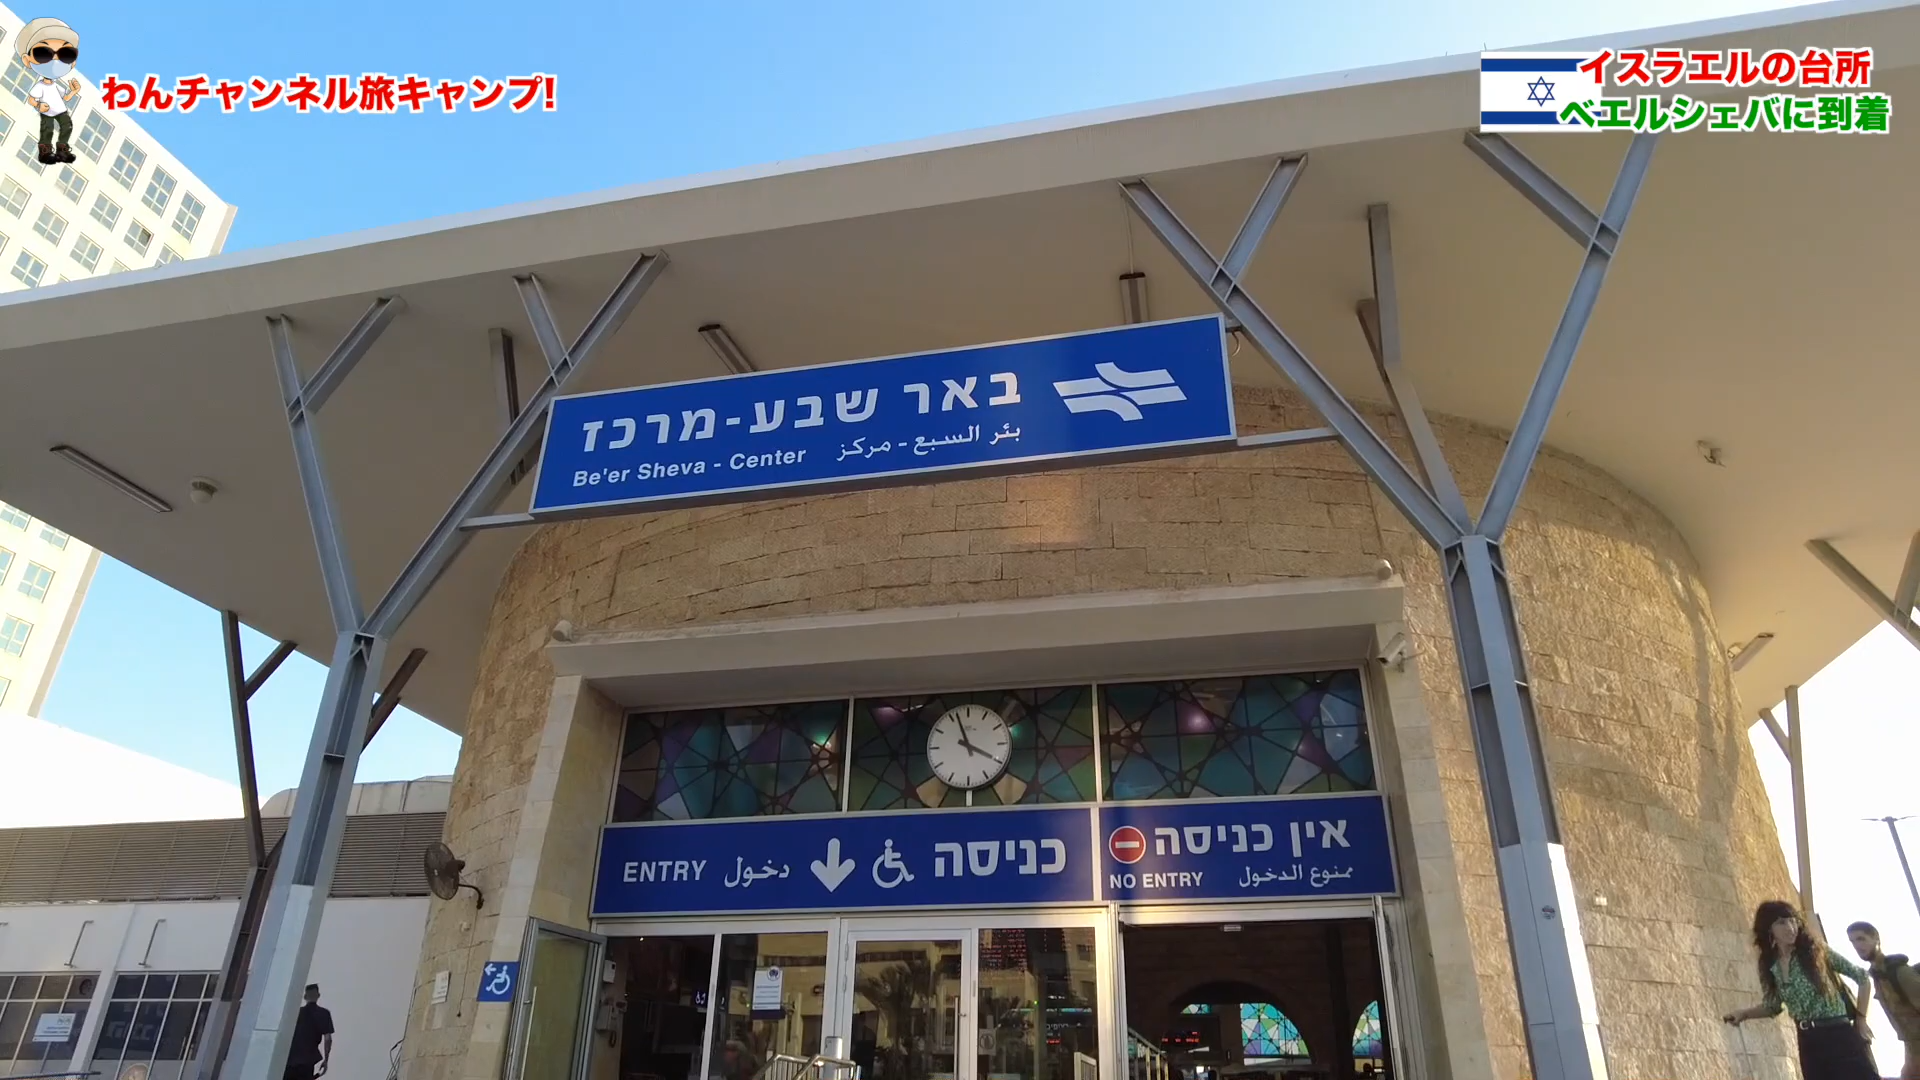 わんチャンネル旅キャンプ!
イスラエルの台所
ベエルシェバに到着
באר שבע-מרכז
Be'er Sheva - Center بئر السبع - مركز
ENTRY دخول כניסה
אין כניסה
NO ENTRY ممنوع الدخول